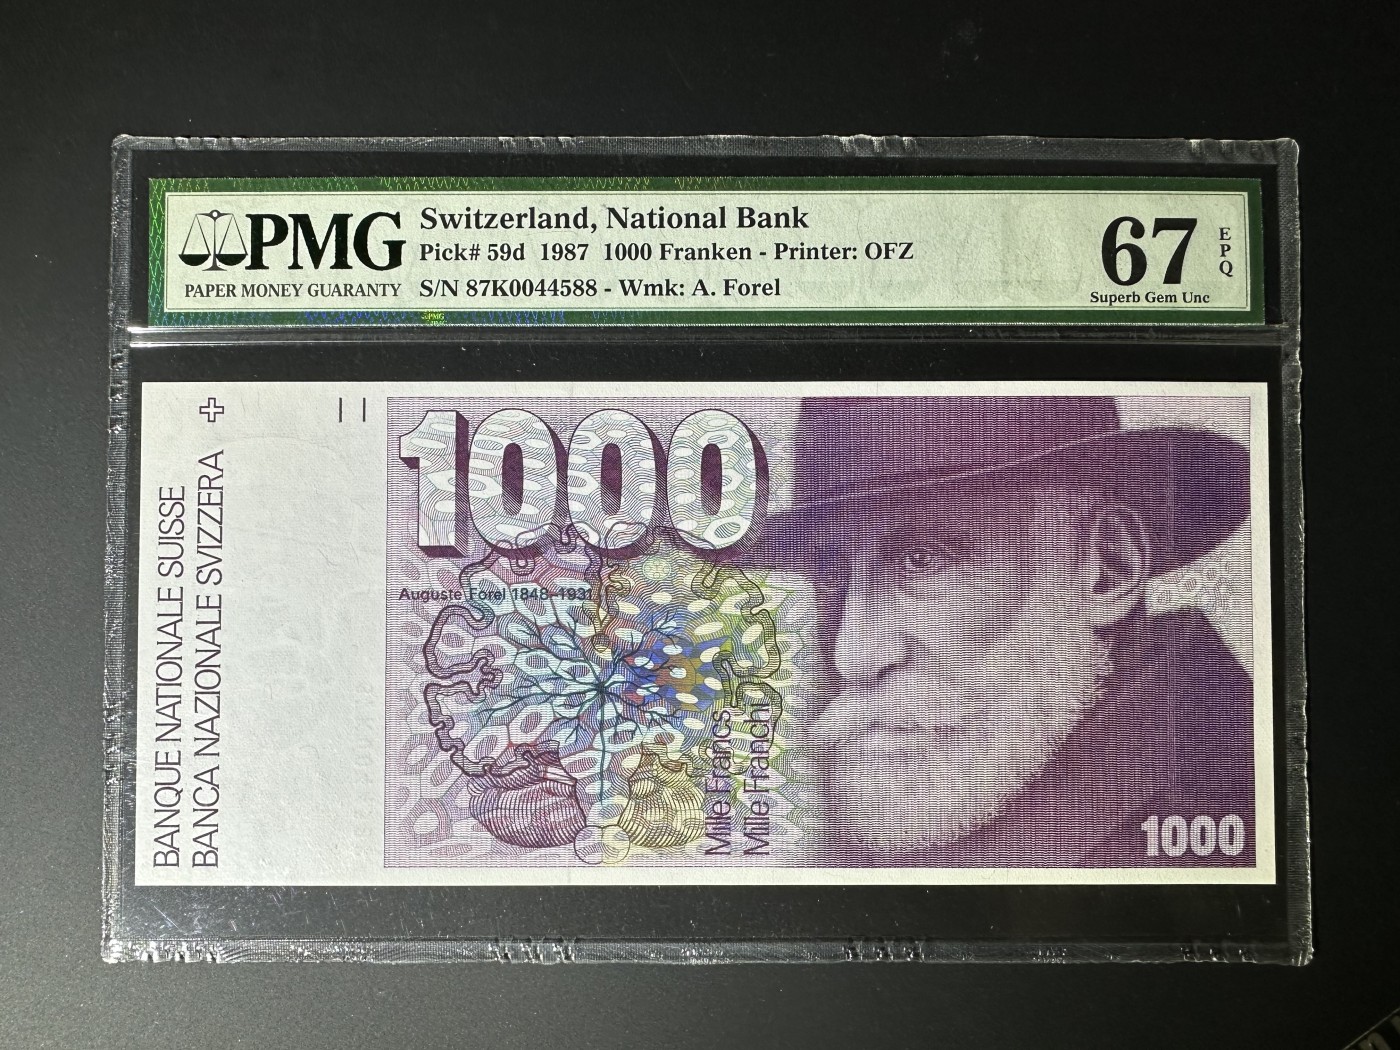 PMG
PAPER MONEY GUARANTY
Switzerland, National Bank
Pick# 59d 1987 1000 Franken - Printer: OFZ
S/N 87K0044588 - Wmk: A. Forel
67
EPQ
Superb Gem Unc
PMG
BANQUE NATIONALE SUISSE
BANCA NAZIONALE SVIZZERA
1000
Auguste Forel 1848–1931
Mille Francs
Mille Franchi
1000